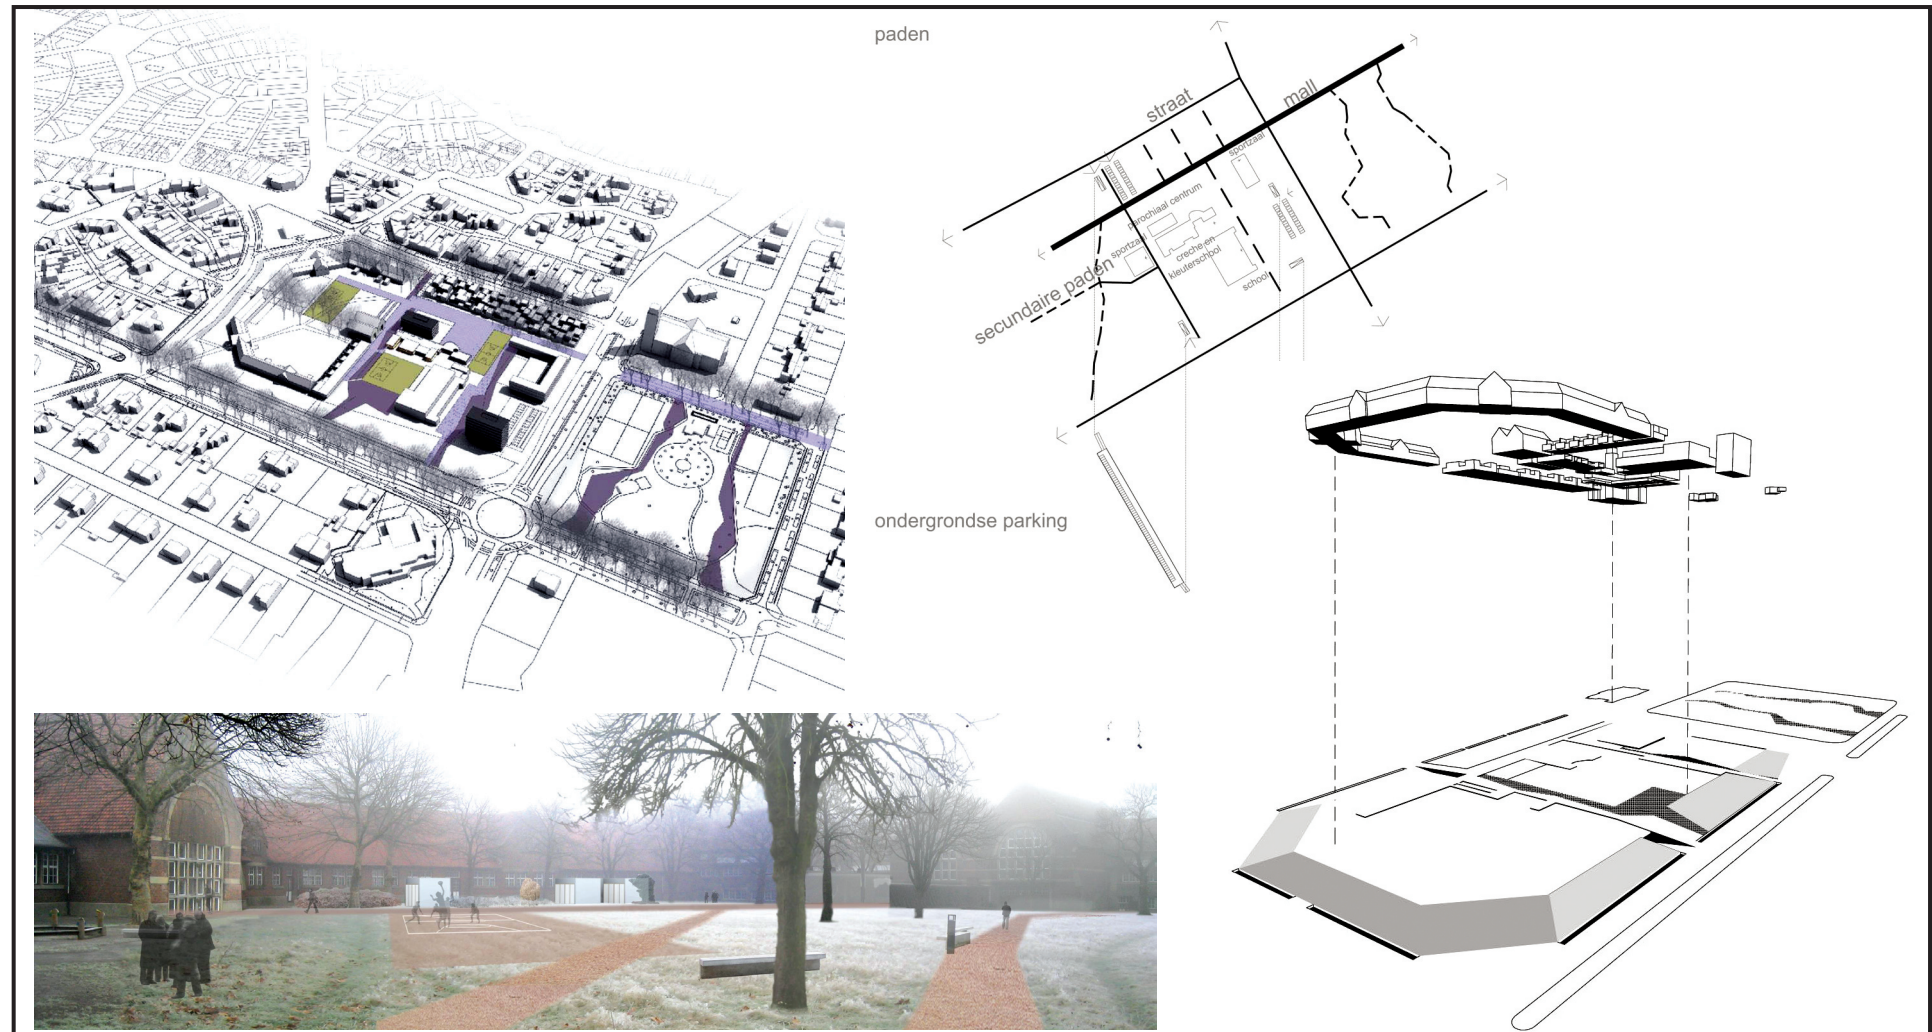 paden
straat
mall
sportzaal
parochiaal centrum
sportzaal
creche en
kleuterschool
school
secundaire paden
ondergrondse parking